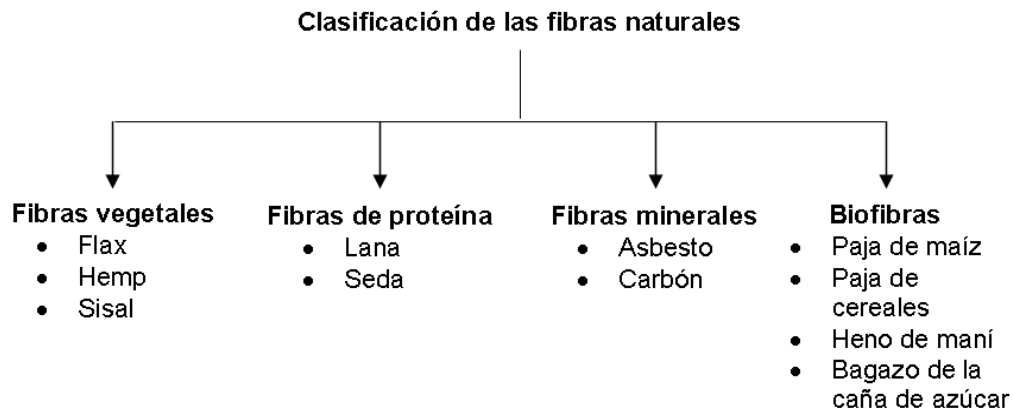 Clasificación de las fibras naturales
Fibras vegetales
• Flax
• Hemp
• Sisal
Fibras de proteína
• Lana
• Seda
Fibras minerales
• Asbesto
• Carbón
Biofibras
• Paja de maíz
• Paja de
cereales
• Heno de maní
• Bagazo de la
caña de azúcar